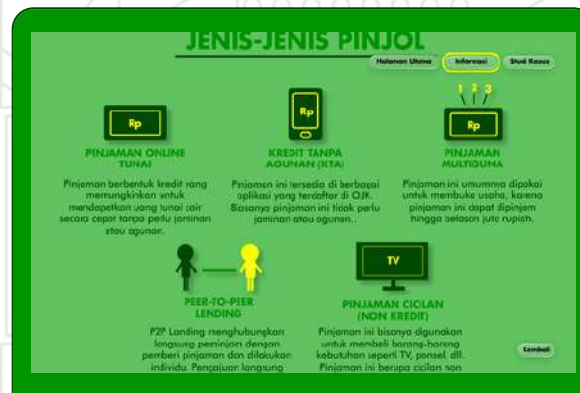 JENIS-JENIS PINJOL
Halaman Utama
Informasi
Studi Kasus
Rp
PINJAMAN ONLINE
TUNAI
Pinjaman berbentuk kredit yang
memungkinkan untuk
mendapatkan uang tunai cair
secara cepat tanpa perlu jaminan
atau agunan.
Rp
KREDIT TANPA
AGUNAN (KTA)
Pinjaman ini tersedia di berbagai
aplikasi yang terdaftar di OJK.
Biasanya pinjaman ini tidak perlu
jaminan atau agunan..
1 2 3
Rp
PINJAMAN
MULTIGUNA
Pinjaman ini umumnya dipakai
untuk membuka usaha, karena
pinjaman ini dapat dipinjam
hingga belasan juta rupiah.
PEER-TO-PEER
LENDING
P2P Landing menghubungkan
langsung peminjam dengan
pemberi pinjaman dan dilakukan
individu. Pengajuan langsung
TV
PINJAMAN CICILAN
(NON KREDIT)
Pinjaman ini bisanya digunakan
untuk membeli barang-barang
kebutuhan seperti TV, ponsel, dll.
Pinjaman ini berupa cicilan non
Kembali